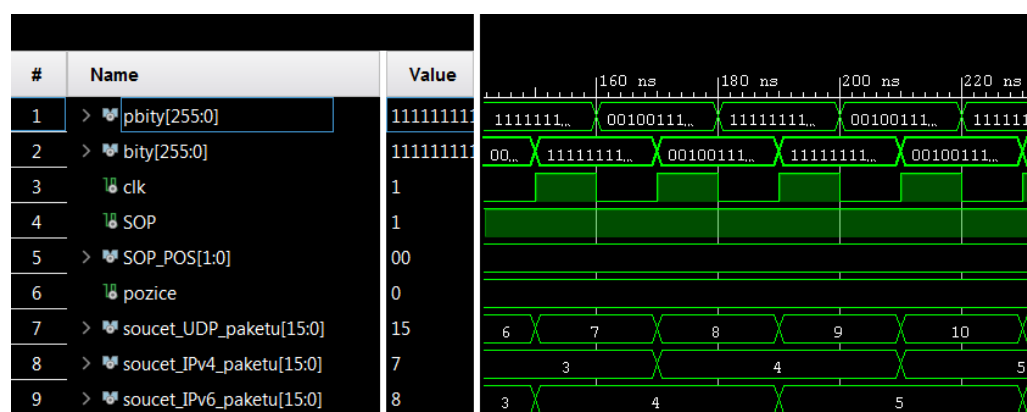 # Name Value
160 ns 180 ns 200 ns 220 ns
1 pbity[255:0] 111111111 1111111... 00100111... 11111111... 00100111... 111111
2 bity[255:0] 111111111 00... 11111111... 00100111... 11111111... 00100111...
3 clk 1
4 SOP 1
5 SOP_POS[1:0] 00
6 pozice 0
7 soucet_UDP_paketu[15:0] 15 6 7 8 9 10
8 soucet_IPv4_paketu[15:0] 7 3 4 5
9 soucet_IPv6_paketu[15:0] 8 3 4 5